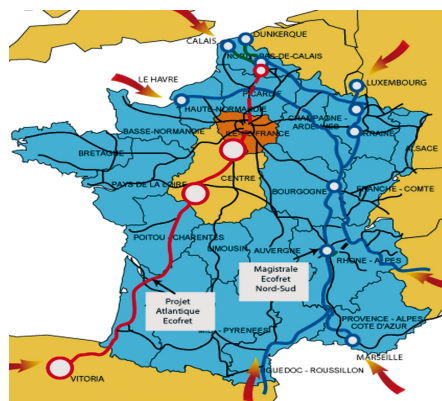 DUNKERQUE
CALAIS
NORD-PAS-DE-CALAIS
LE HAVRE
LUXEMBOURG
PICARDIE
HAUTE-NORMANDIE
CHAMPAGNE -
ARDENNES
BASSE-NORMANDIE
ILE-DE-FRANCE
LORRAINE
ALSACE
BRETAGNE
PAYS DE LA LOIRE
CENTRE
BOURGOGNE
FRANCHE - COMTE
POITOU - CHARENTES
LIMOUSIN
AUVERGNE
RHONE - ALPES
Magistrale
Ecofret
Nord-Sud
Projet
Atlantique
Ecofret
PROVENCE - ALPES
COTE D'AZUR
- PYRENEES
MARSEILLE
GUEDOC - ROUSSILLON
VITORIA